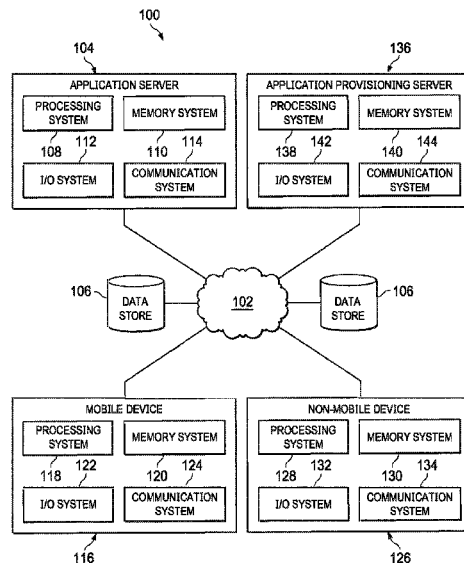 100
104
136
APPLICATION SERVER
PROCESSING SYSTEM
MEMORY SYSTEM
108
112
110
114
I/O SYSTEM
COMMUNICATION SYSTEM
APPLICATION PROVISIONING SERVER
PROCESSING SYSTEM
MEMORY SYSTEM
138
142
140
144
I/O SYSTEM
COMMUNICATION SYSTEM
106
DATA STORE
102
DATA STORE
106
MOBILE DEVICE
PROCESSING SYSTEM
MEMORY SYSTEM
118
122
120
124
I/O SYSTEM
COMMUNICATION SYSTEM
116
NON-MOBILE DEVICE
PROCESSING SYSTEM
MEMORY SYSTEM
128
132
130
134
I/O SYSTEM
COMMUNICATION SYSTEM
126